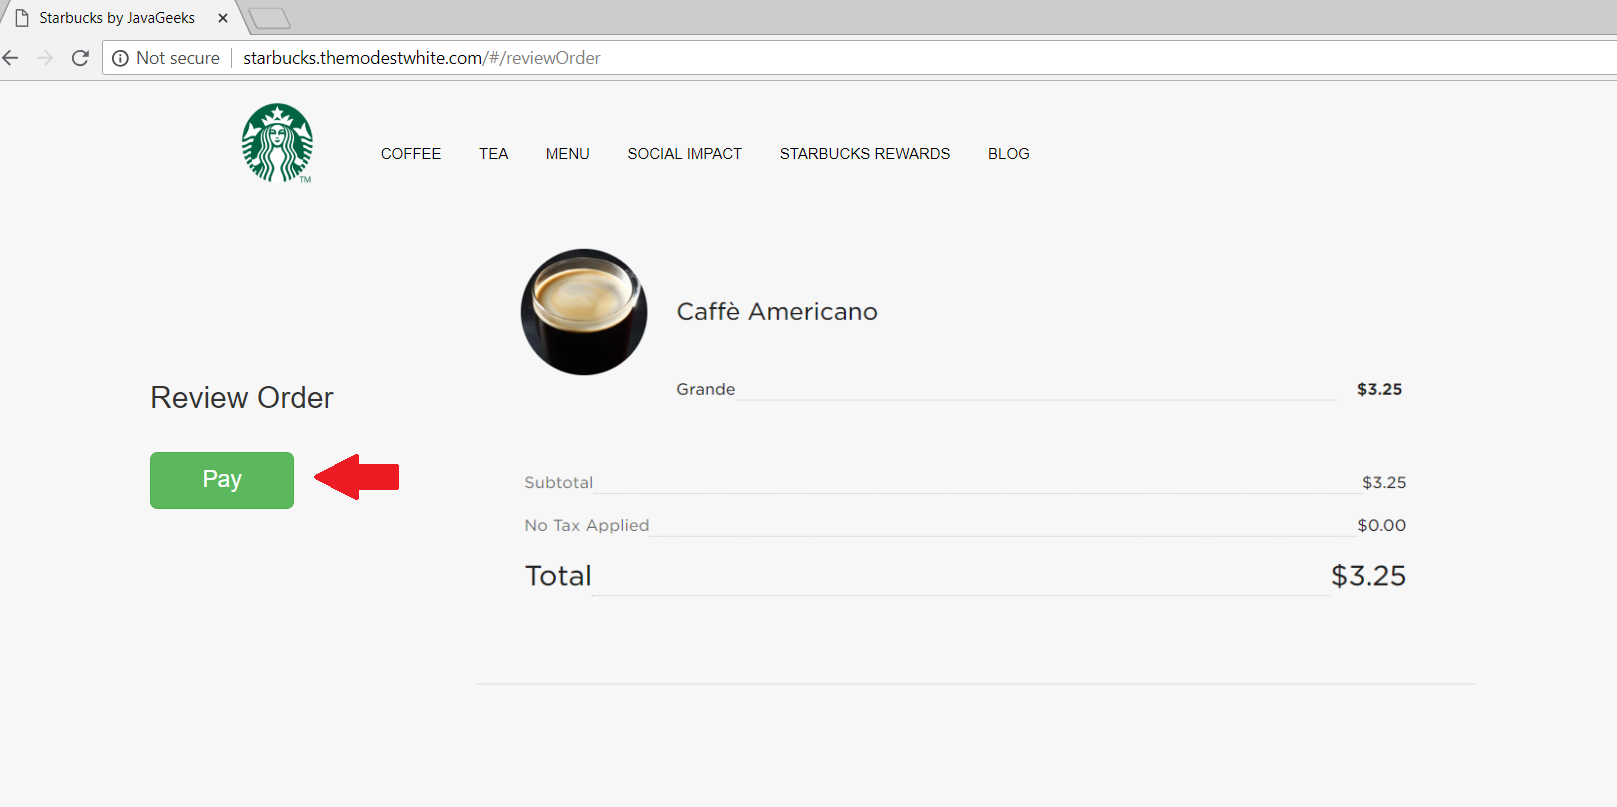 Starbucks by JavaGeeks
Not secure starbucks.themodestwhite.com/#/reviewOrder
COFFEE TEA MENU SOCIAL IMPACT STARBUCKS REWARDS BLOG
TM
Caffè Americano
Grande $3.25
Review Order
Pay
Subtotal $3.25
No Tax Applied $0.00
Total $3.25